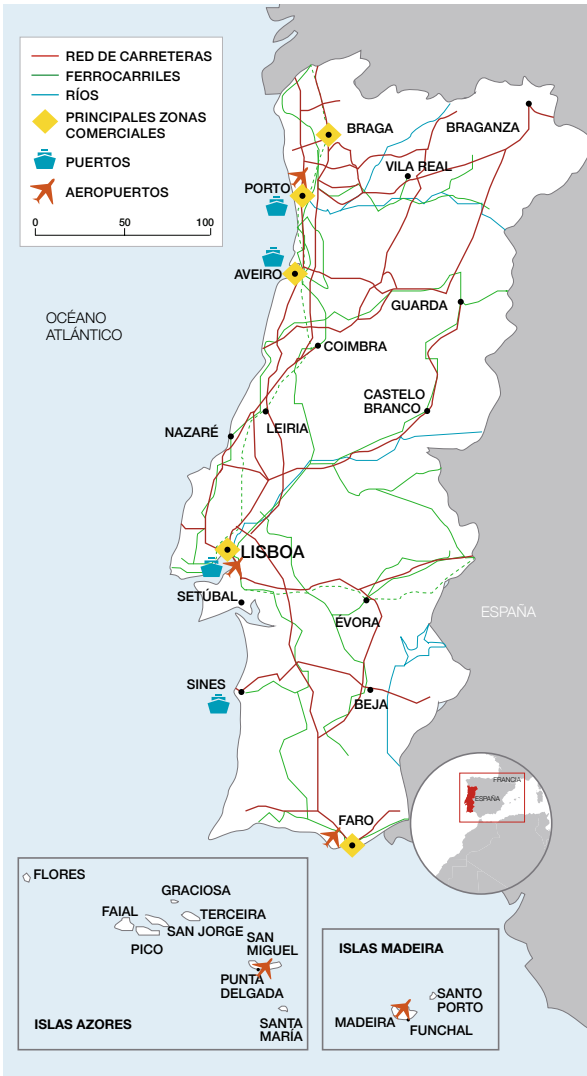 RED DE CARRETERAS
FERROCARRILES
RÍOS
PRINCIPALES ZONAS
COMERCIALES
PUERTOS
AEROPUERTOS
0 50 100
BRAGA
BRAGANZA
VILA REAL
PORTO
AVEIRO
GUARDA
OCÉANO
ATLÁNTICO
COIMBRA
CASTELO
BRANCO
NAZARÉ
LEIRIA
LISBOA
SETÚBAL
ÉVORA
ESPAÑA
SINES
BEJA
FRANCIA
ESPAÑA
FARO
FLORES
GRACIOSA
FAIAL
TERCEIRA
SAN JORGE
PICO
SAN
MIGUEL
PUNTA
DELGADA
SANTA
MARÍA
ISLAS AZORES
ISLAS MADEIRA
SANTO
PORTO
MADEIRA
FUNCHAL